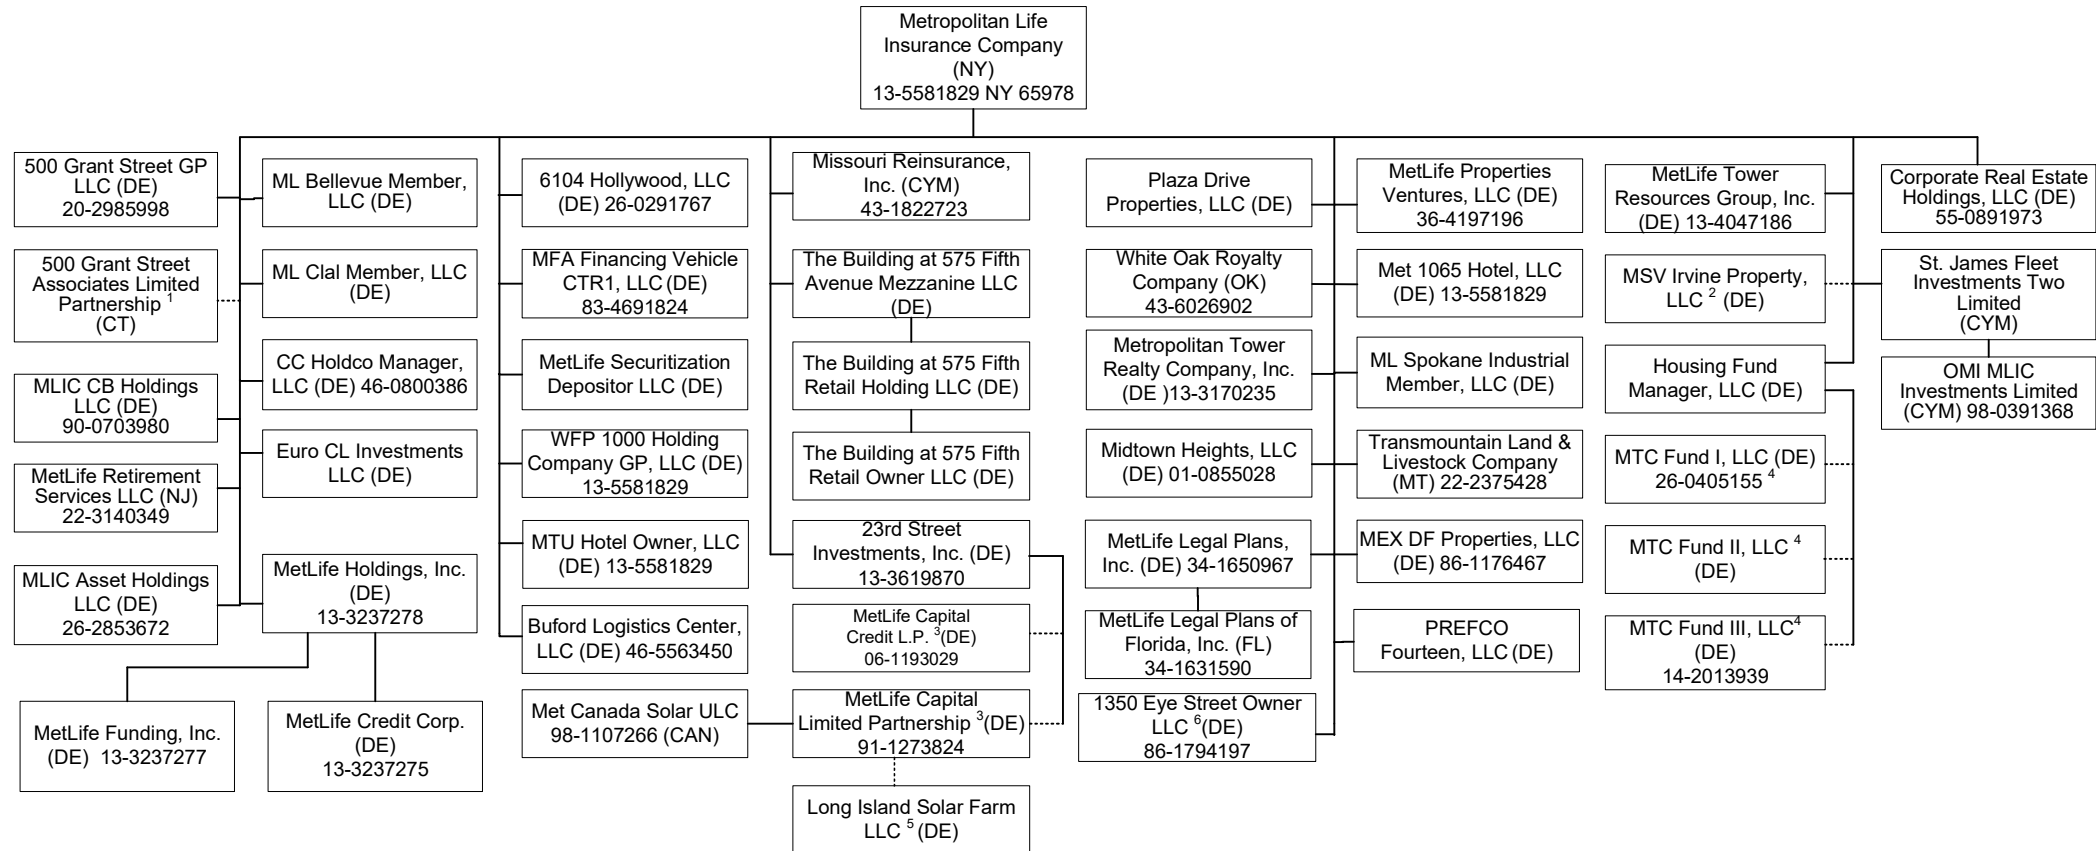 Metropolitan Life
Insurance Company
(NY)
13-5581829 NY 65978
500 Grant Street GP
LLC (DE)
20-2985998
500 Grant Street
Associates Limited
Partnership 1
(CT)
MLIC CB Holdings
LLC (DE)
90-0703980
MetLife Retirement
Services LLC (NJ)
22-3140349
MLIC Asset Holdings
LLC (DE)
26-2853672
ML Bellevue Member,
LLC (DE)
ML Clal Member, LLC
(DE)
CC Holdco Manager,
LLC (DE) 46-0800386
Euro CL Investments
LLC (DE)
MetLife Holdings, Inc.
(DE)
13-3237278
MetLife Funding, Inc.
(DE) 13-3237277
MetLife Credit Corp.
(DE)
13-3237275
6104 Hollywood, LLC
(DE) 26-0291767
MFA Financing Vehicle
CTR1, LLC (DE)
83-4691824
MetLife Securitization
Depositor LLC (DE)
WFP 1000 Holding
Company GP, LLC (DE)
13-5581829
MTU Hotel Owner, LLC
(DE) 13-5581829
Buford Logistics Center,
LLC (DE) 46-5563450
Met Canada Solar ULC
98-1107266 (CAN)
Missouri Reinsurance,
Inc. (CYM)
43-1822723
The Building at 575 Fifth
Avenue Mezzanine LLC
(DE)
The Building at 575 Fifth
Retail Holding LLC (DE)
The Building at 575 Fifth
Retail Owner LLC (DE)
23rd Street
Investments, Inc. (DE)
13-3619870
MetLife Capital
Credit L.P. 3(DE)
06-1193029
MetLife Capital
Limited Partnership 3(DE)
91-1273824
Long Island Solar Farm
LLC 5 (DE)
Plaza Drive
Properties, LLC (DE)
White Oak Royalty
Company (OK)
43-6026902
Metropolitan Tower
Realty Company, Inc.
(DE )13-3170235
Midtown Heights, LLC
(DE) 01-0855028
MetLife Legal Plans,
Inc. (DE) 34-1650967
MetLife Legal Plans of
Florida, Inc. (FL)
34-1631590
1350 Eye Street Owner
LLC 6 (DE)
86-1794197
MetLife Properties
Ventures, LLC (DE)
36-4197196
Met 1065 Hotel, LLC
(DE) 13-5581829
ML Spokane Industrial
Member, LLC (DE)
Transmountain Land &
Livestock Company
(MT) 22-2375428
MEX DF Properties, LLC
(DE) 86-1176467
PREFCO
Fourteen, LLC (DE)
MetLife Tower
Resources Group, Inc.
(DE) 13-4047186
MSV Irvine Property,
LLC 2 (DE)
Housing Fund
Manager, LLC (DE)
MTC Fund I, LLC (DE)
26-0405155 4
MTC Fund II, LLC 4
(DE)
MTC Fund III, LLC4
(DE)
14-2013939
Corporate Real Estate
Holdings, LLC (DE)
55-0891973
St. James Fleet
Investments Two
Limited
(CYM)
OMI MLIC
Investments Limited
(CYM) 98-0391368